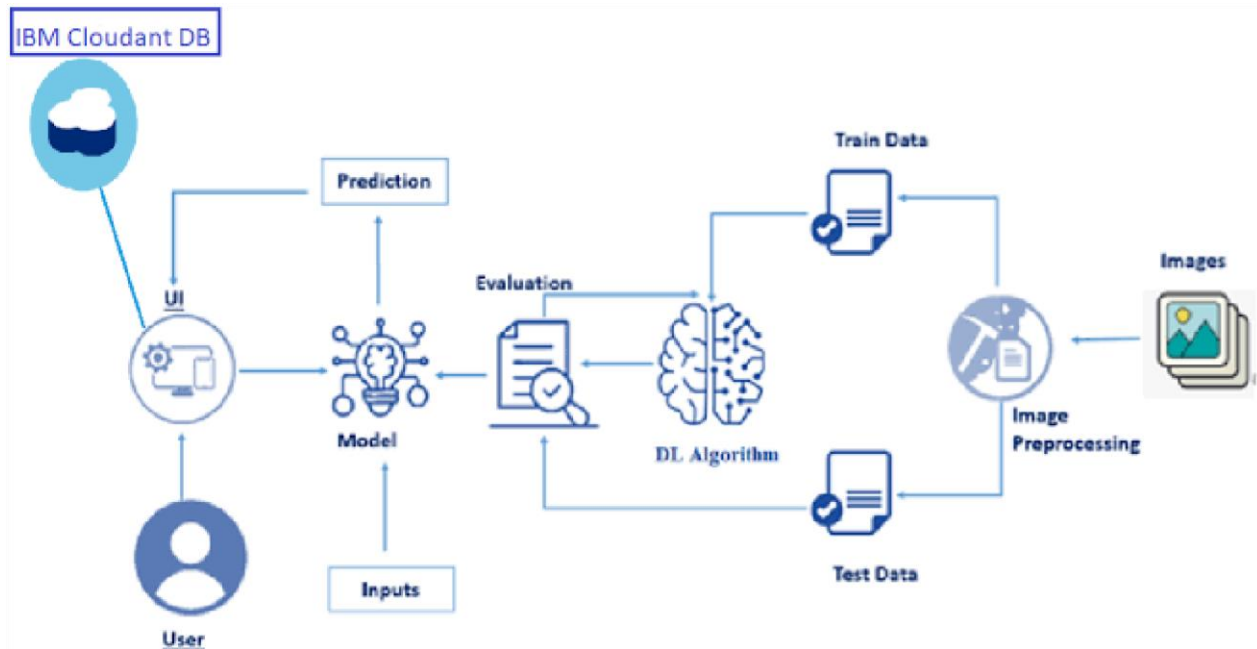 IBM Cloudant DB
Train Data
Prediction
Images
Evaluation
UI
Model
DL Algorithm
Image
Preprocessing
Inputs
Test Data
User